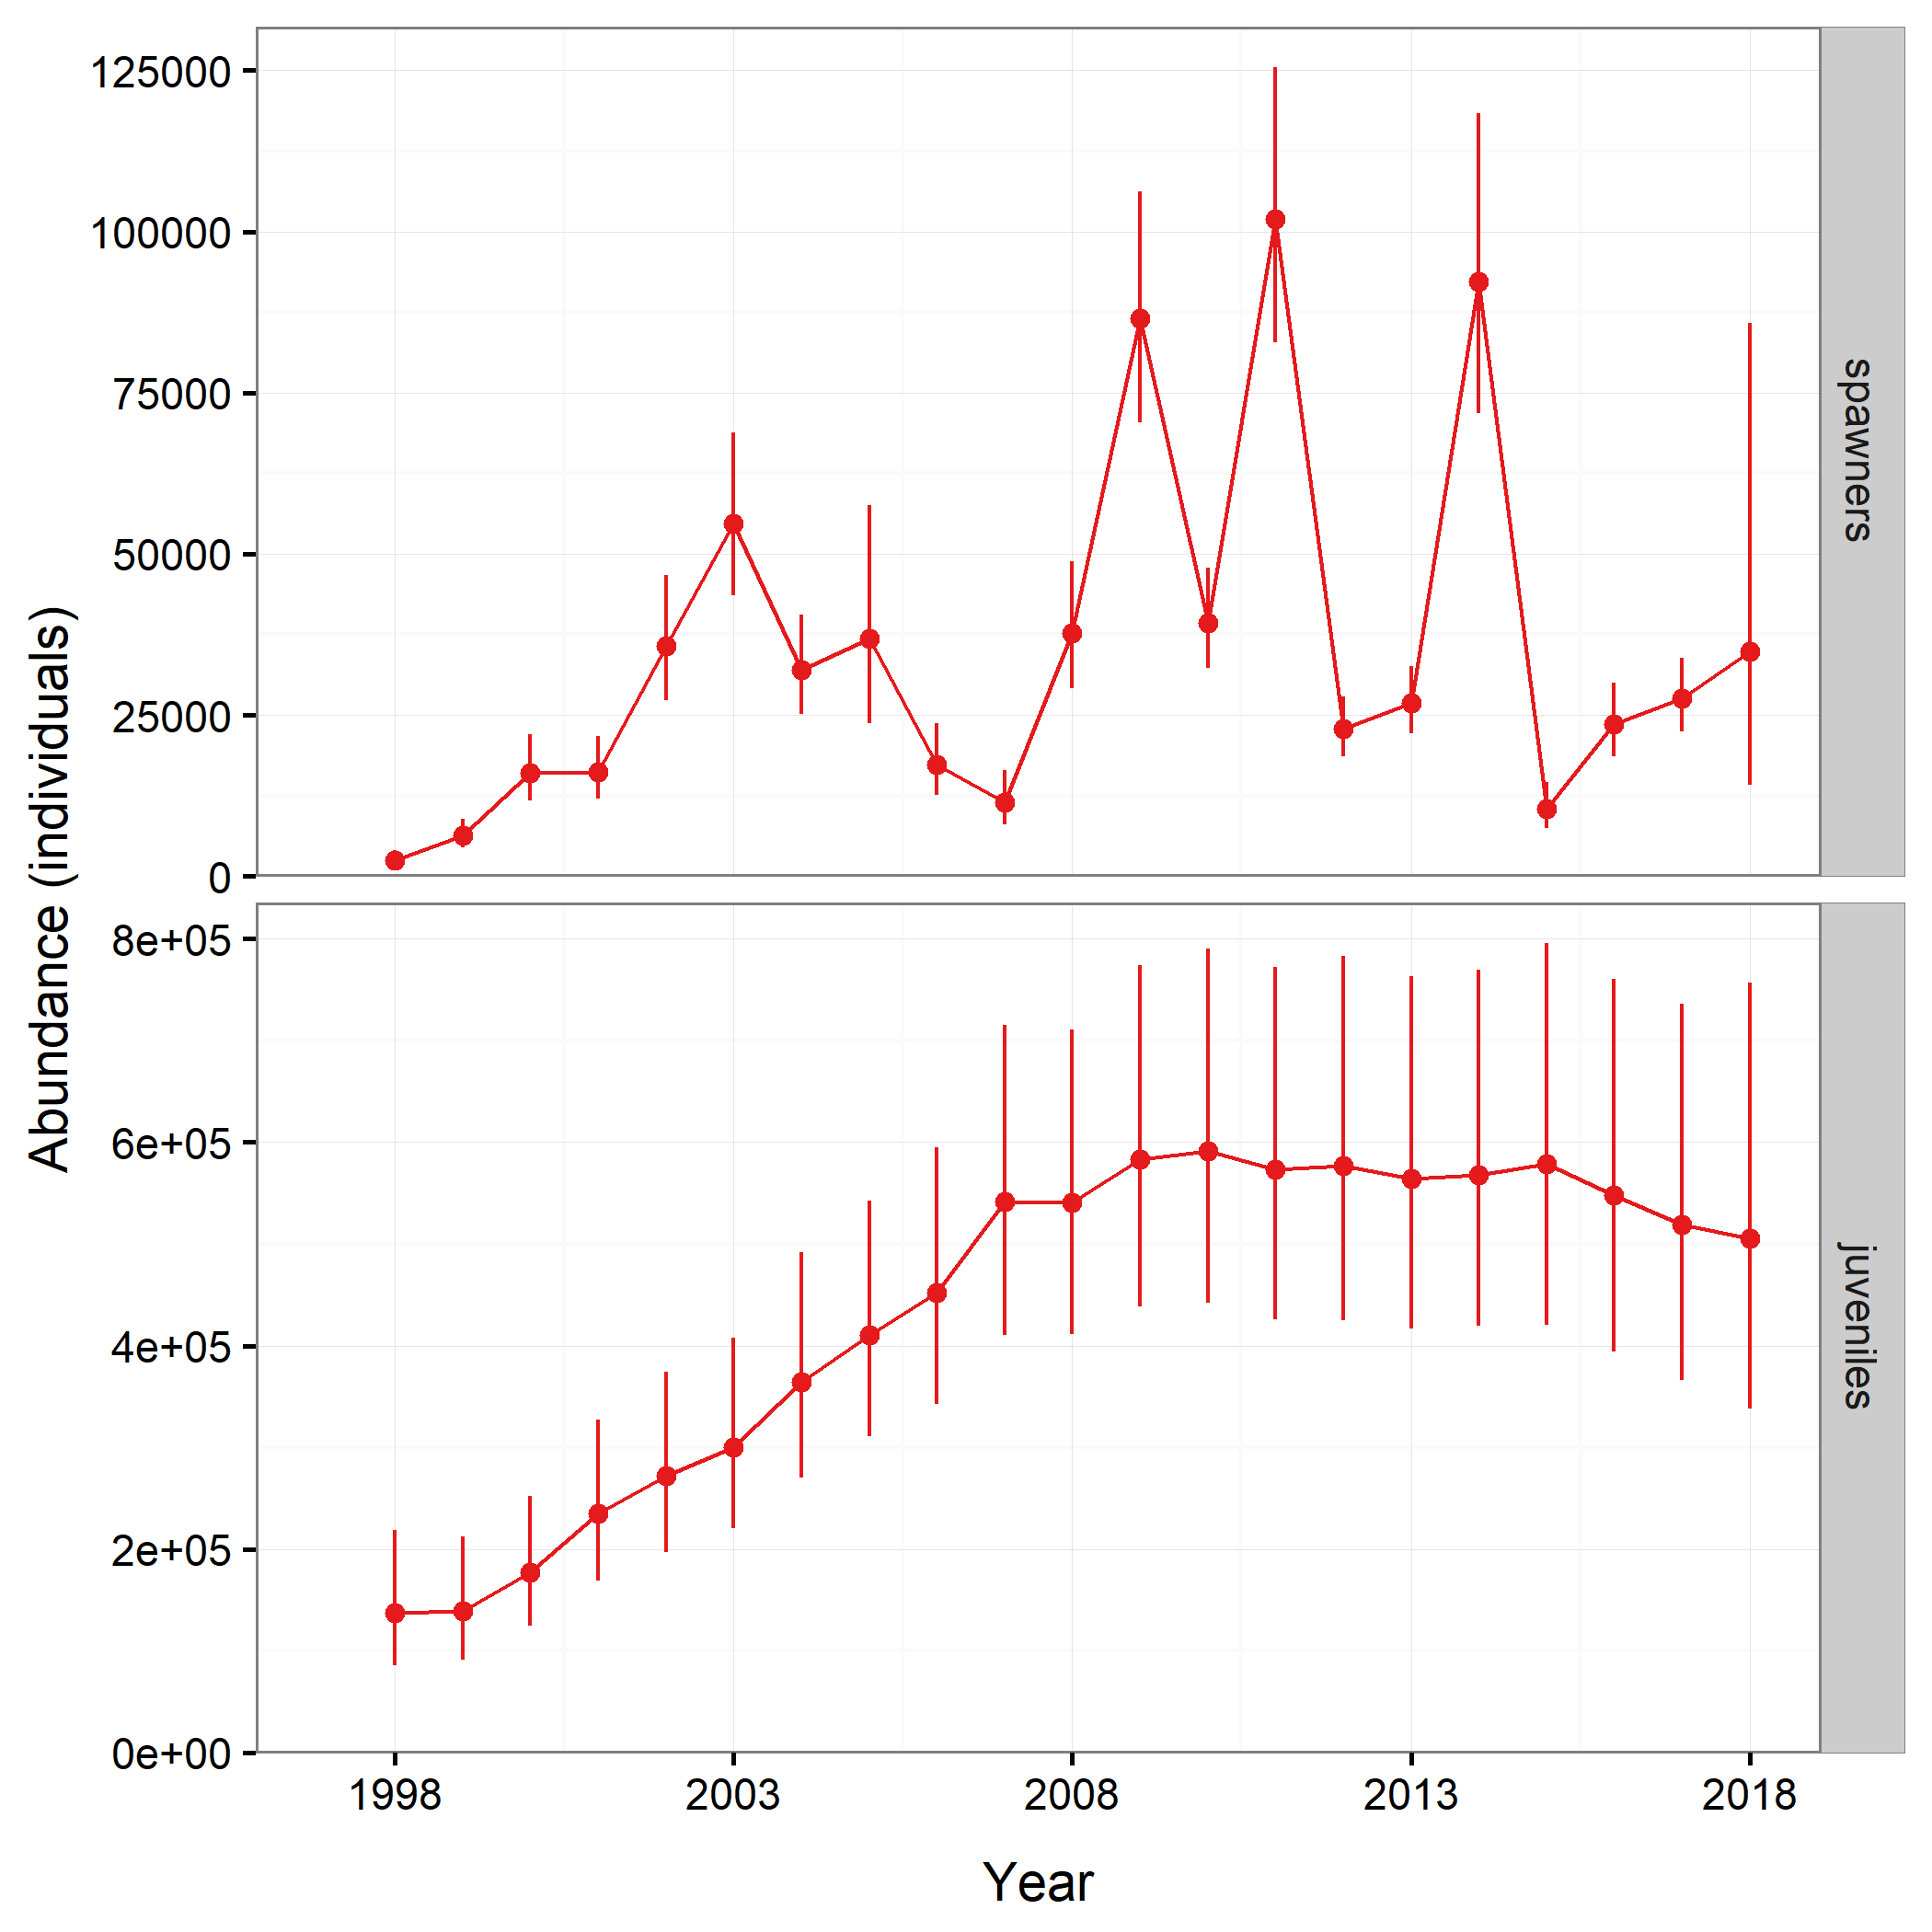 Abundance (individuals)
125000
100000
75000
50000
25000
0
spawners
8e+05
6e+05
4e+05
2e+05
0e+00
juveniles
1998 2003 2008 2013 2018
Year